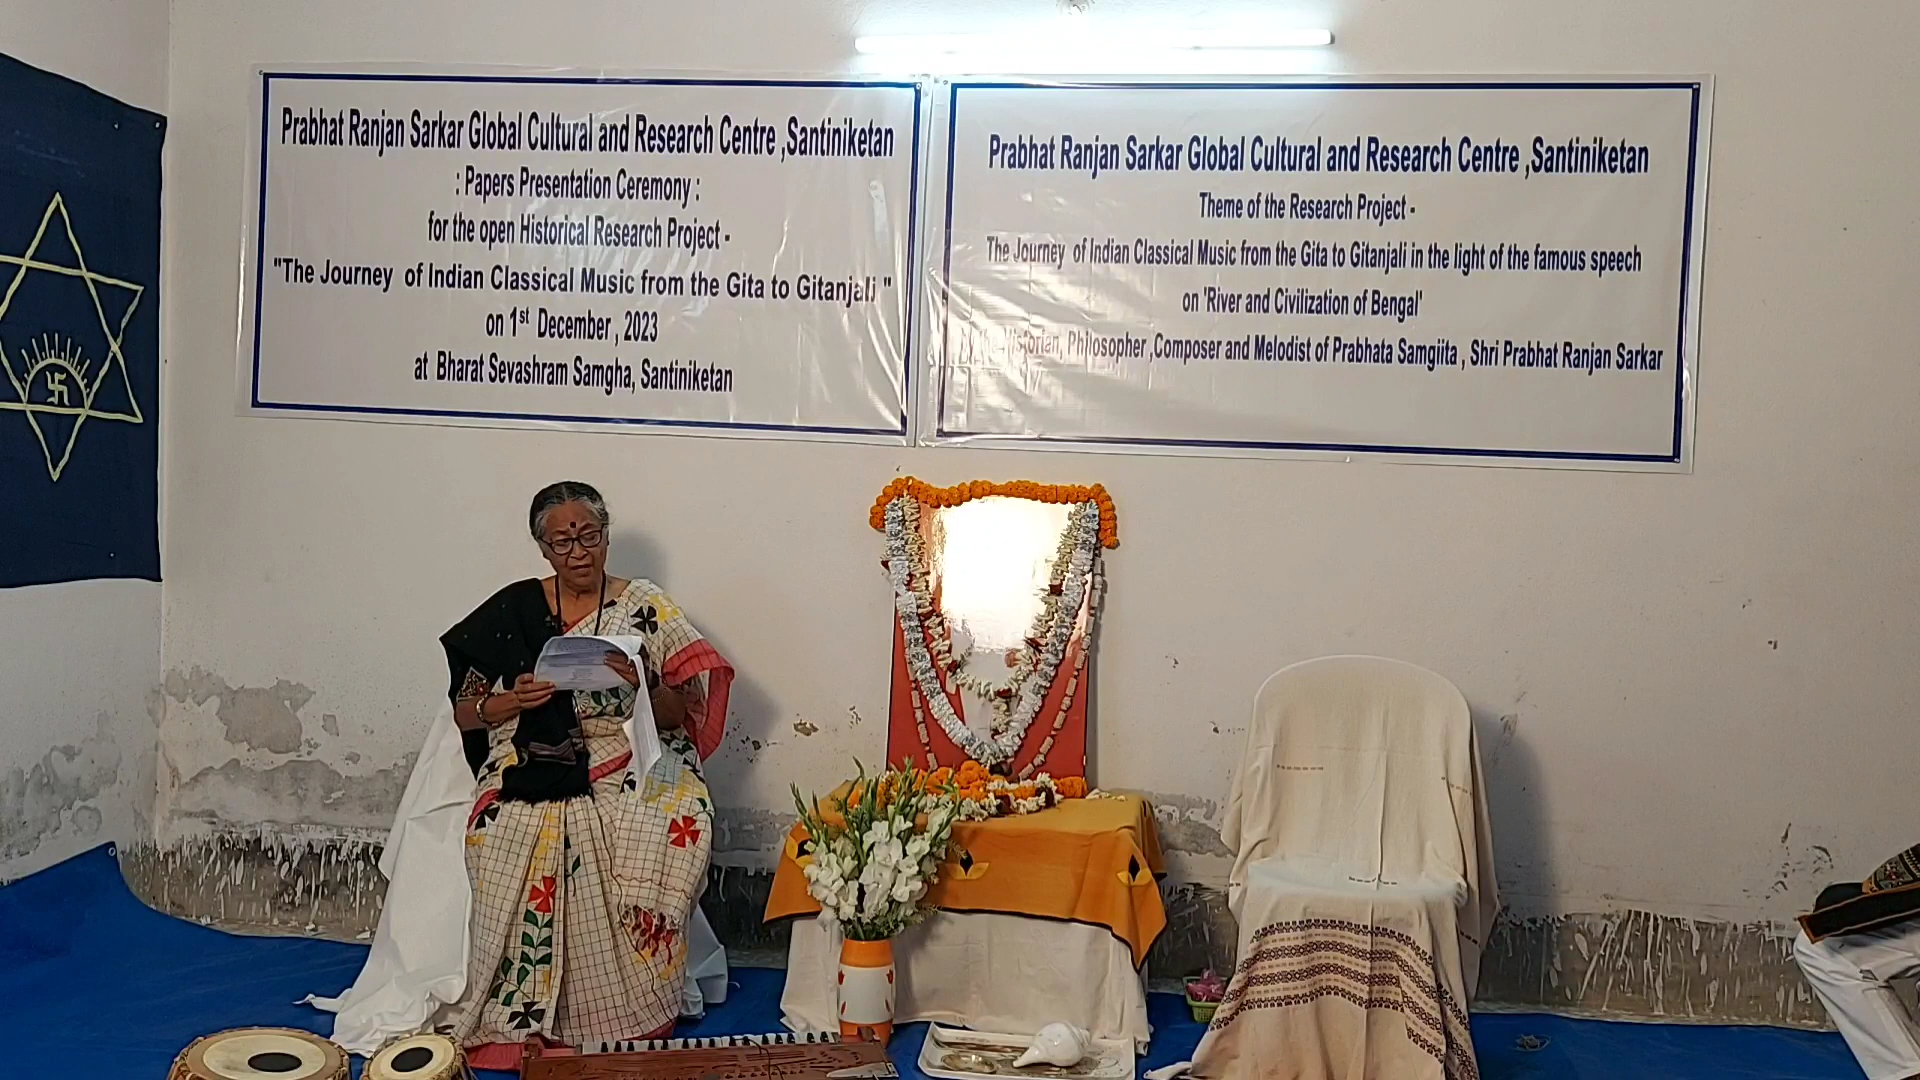 Prabhat Ranjan Sarkar Global Cultural and Research Centre ,Santiniketan
: Papers Presentation Ceremony :
for the open Historical Research Project -
"The Journey of Indian Classical Music from the Gita to Gitanjali "
on 1st December , 2023
at Bharat Sevashram Samgha, Santiniketan
Prabhat Ranjan Sarkar Global Cultural and Research Centre ,Santiniketan
Theme of the Research Project -
The Journey of Indian Classical Music from the Gita to Gitanjali in the light of the famous speech
on 'River and Civilization of Bengal'
Historian, Philosopher ,Composer and Melodist of Prabhata Samgiita , Shri Prabhat Ranjan Sarkar